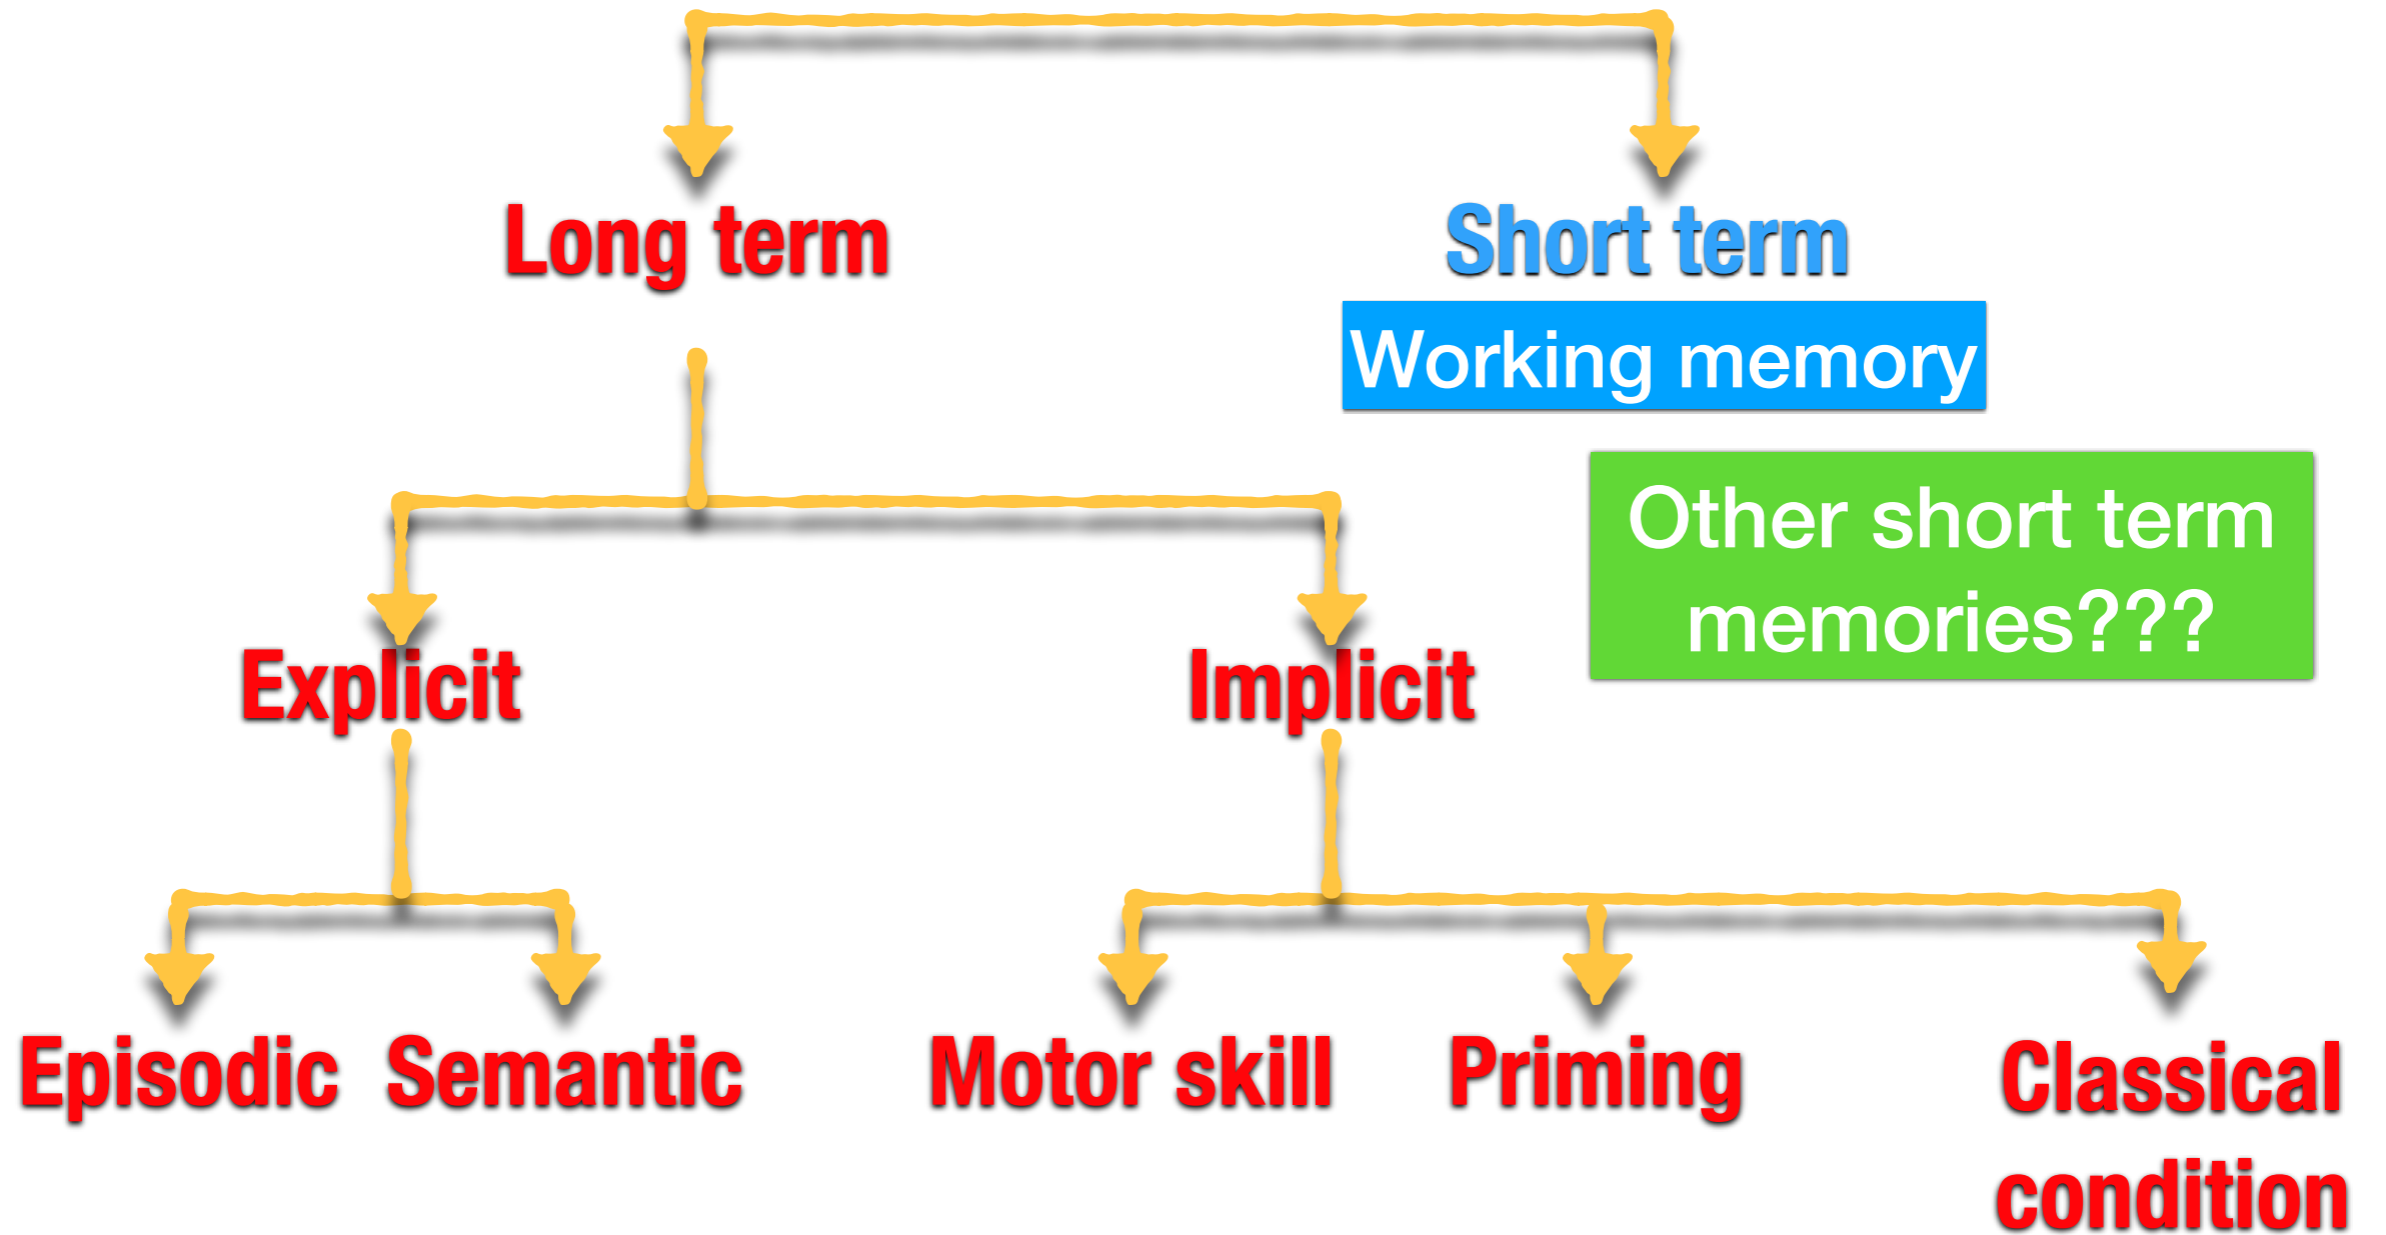 Long term
Short term
Working memory
Other short term
memories???
Explicit
Implicit
Episodic
Semantic
Motor skill
Priming
Classical
condition